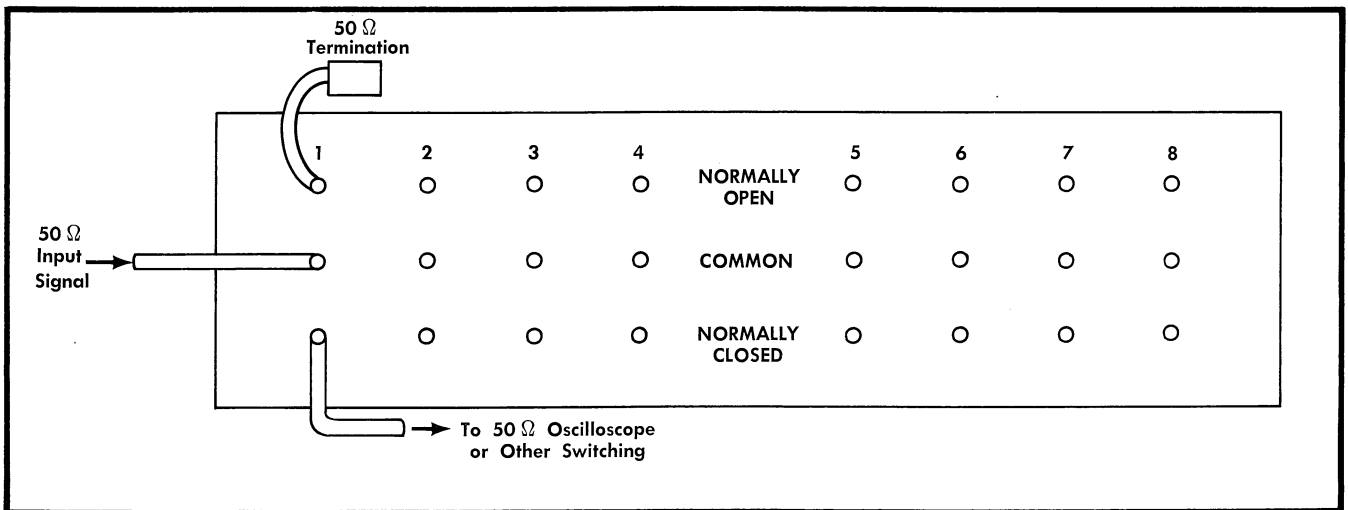 50 Ω
Termination
1 2 3 4 5 6 7 8
NORMALLY
OPEN
50 Ω
Input
Signal
COMMON
NORMALLY
CLOSED
To 50 Ω Oscilloscope
or Other Switching